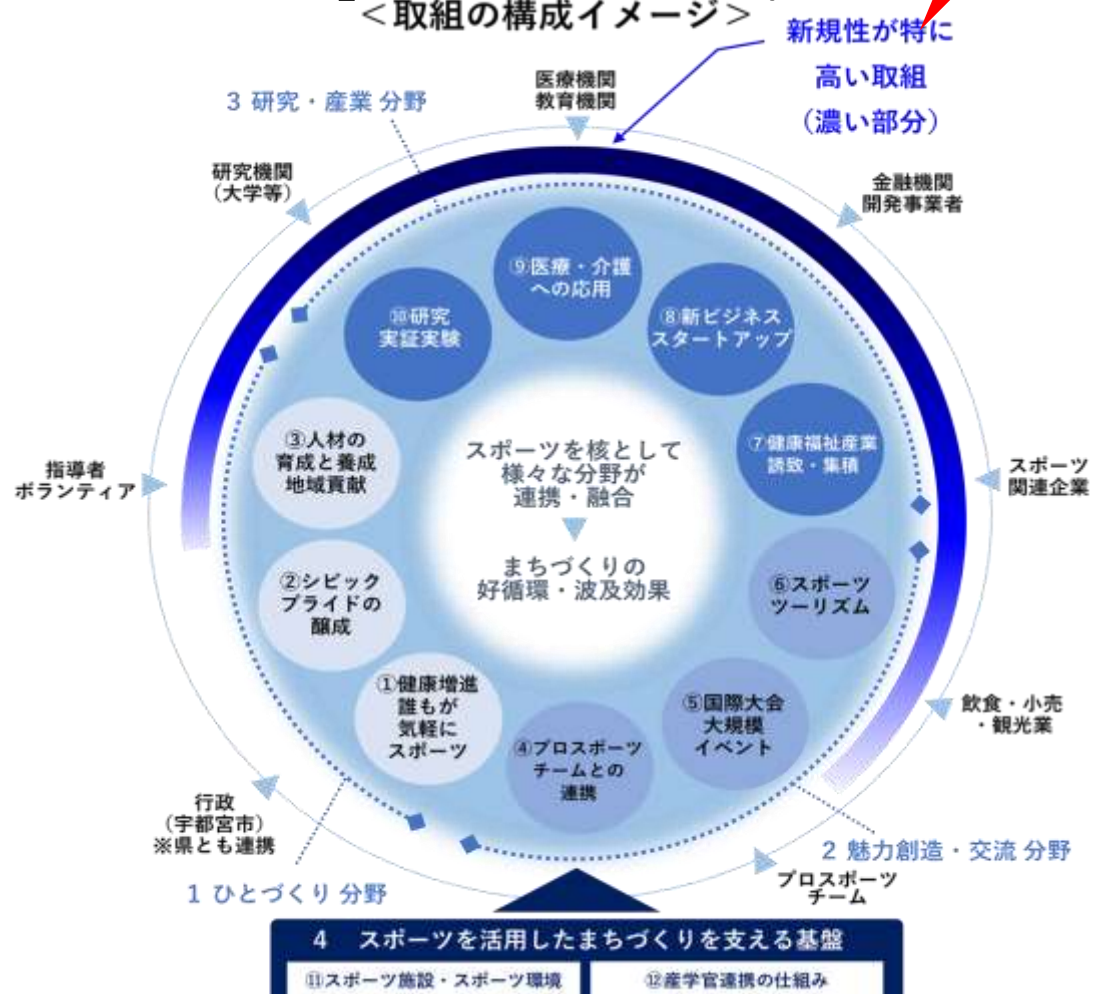 ＜取組の構成イメージ＞
新規性が特に
高い取組
（濃い部分）
3 研究・産業 分野
医療機関
教育機関
研究機関
（大学等）
金融機関
開発事業者
⑨医療・介護
への応用
⑩研究
実証実験
⑧新ビジネス
スタートアップ
③人材の
育成と養成
地域貢献
⑦健康福祉産業
誘致・集積
スポーツを核として
様々な分野が
連携・融合
まちづくりの
好循環・波及効果
指導者
ボランティア
スポーツ
関連企業
②シビック
プライドの
醸成
⑥スポーツ
ツーリズム
①健康増進
誰もが
気軽に
スポーツ
④プロスポーツ
チームとの
連携
⑤国際大会
大規模
イベント
飲食・小売
・観光業
行政
（宇都宮市）
※県とも連携
2 魅力創造・交流 分野
プロスポーツ
チーム
1 ひとづくり 分野
4 スポーツを活用したまちづくりを支える基盤
⑪スポーツ施設・スポーツ環境
⑫産学官連携の仕組み